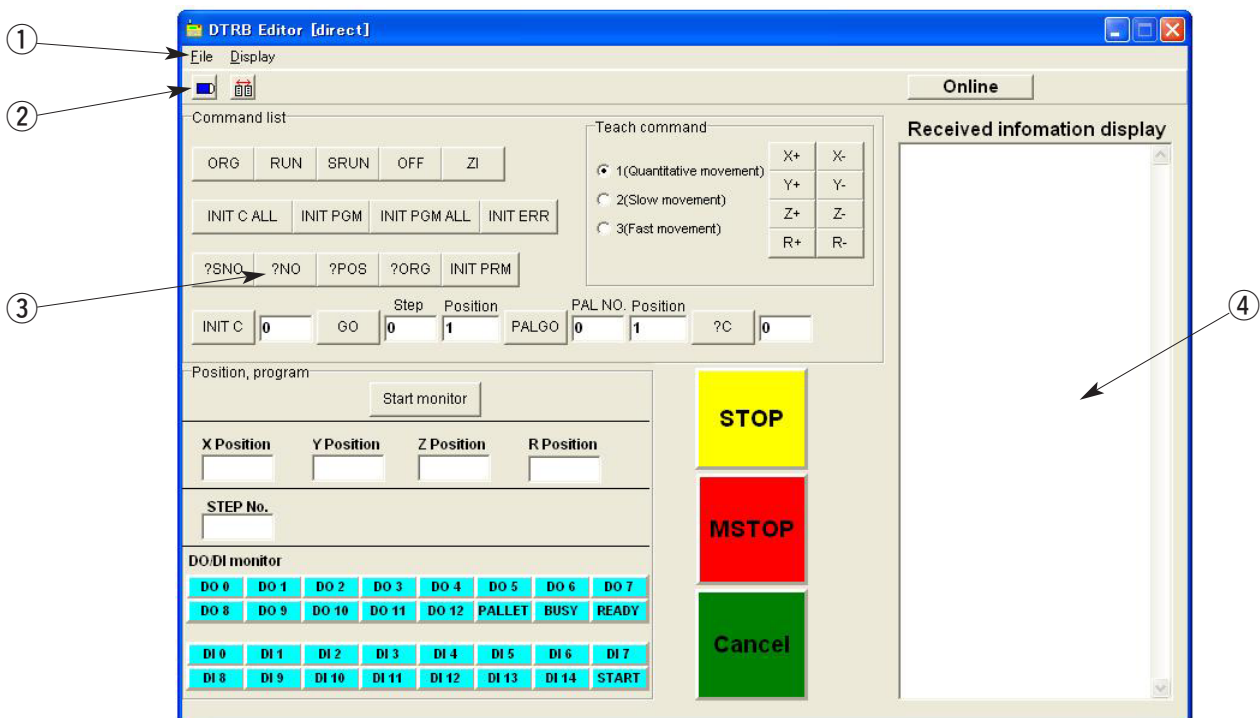 DTRB Editor [direct]
①
File Display
②
Online
Command list
Teach command
Received infomation display
ORG RUN SRUN OFF ZI
1(Quantitative movement)
2(Slow movement)
3(Fast movement)
X+ X-
Y+ Y-
Z+ Z-
R+ R-
INIT C ALL INIT PGM INIT PGM ALL INIT ERR
?SNO ?NO ?POS ?ORG INIT PRM
③
Step Position PAL NO. Position
INIT C 0 GO 0 1 PALGO 0 1 ?C 0
④
Position, program
Start monitor
X Position Y Position Z Position R Position
STEP No.
DO/DI monitor
DO 0 DO 1 DO 2 DO 3 DO 4 DO 5 DO 6 DO 7
DO 8 DO 9 DO 10 DO 11 DO 12 PALLET BUSY READY
DI 0 DI 1 DI 2 DI 3 DI 4 DI 5 DI 6 DI 7
DI 8 DI 9 DI 10 DI 11 DI 12 DI 13 DI 14 START
STOP
MSTOP
Cancel